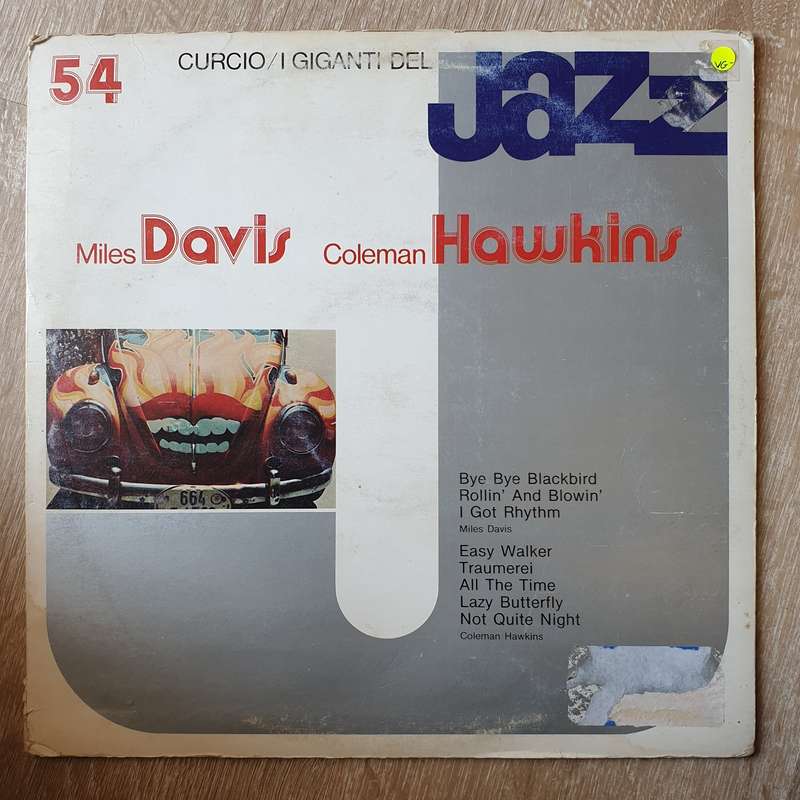 54
CURCIO/I GIGANTI DEL
Jazz
VG-
Miles Davis Coleman Hawkins
664
Bye Bye Blackbird
Rollin' And Blowin'
I Got Rhythm
Miles Davis
Easy Walker
Traumerei
All The Time
Lazy Butterfly
Not Quite Night
Coleman Hawkins